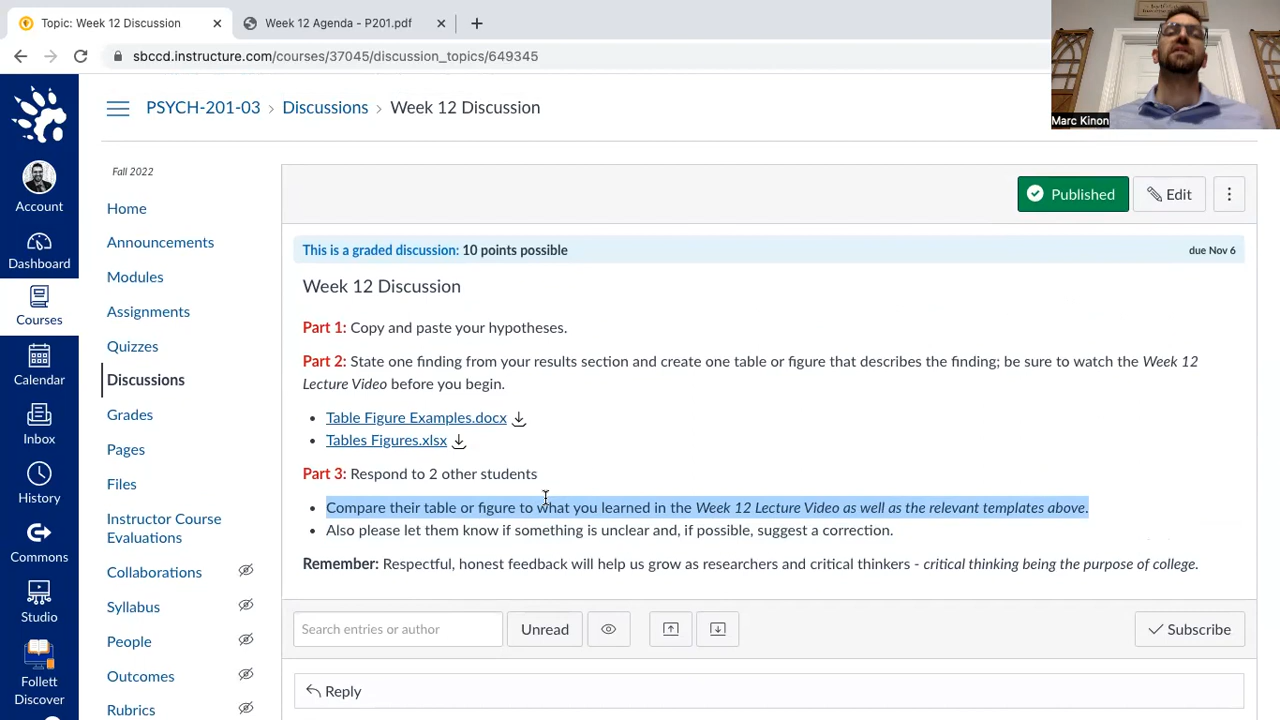 Topic: Week 12 Discussion
Week 12 Agenda - P201.pdf
sbccd.instructure.com/courses/37045/discussion_topics/649345
Marc Kinon
PSYCH-201-03 › Discussions › Week 12 Discussion
Account
Dashboard
Courses
Calendar
Inbox
History
Commons
Studio
Follett
Discover
Fall 2022
Home
Announcements
Modules
Assignments
Quizzes
Discussions
Grades
Pages
Files
Instructor Course
Evaluations
Collaborations
Syllabus
People
Outcomes
Rubrics
Published
Edit
This is a graded discussion: 10 points possible
due Nov 6
Week 12 Discussion
Part 1: Copy and paste your hypotheses.
Part 2: State one finding from your results section and create one table or figure that describes the finding; be sure to watch the Week 12
Lecture Video before you begin.
• Table Figure Examples.docx
• Tables Figures.xlsx
Part 3: Respond to 2 other students
• Compare their table or figure to what you learned in the Week 12 Lecture Video as well as the relevant templates above.
• Also please let them know if something is unclear and, if possible, suggest a correction.
Remember: Respectful, honest feedback will help us grow as researchers and critical thinkers - critical thinking being the purpose of college.
Search entries or author
Unread
Subscribe
Reply